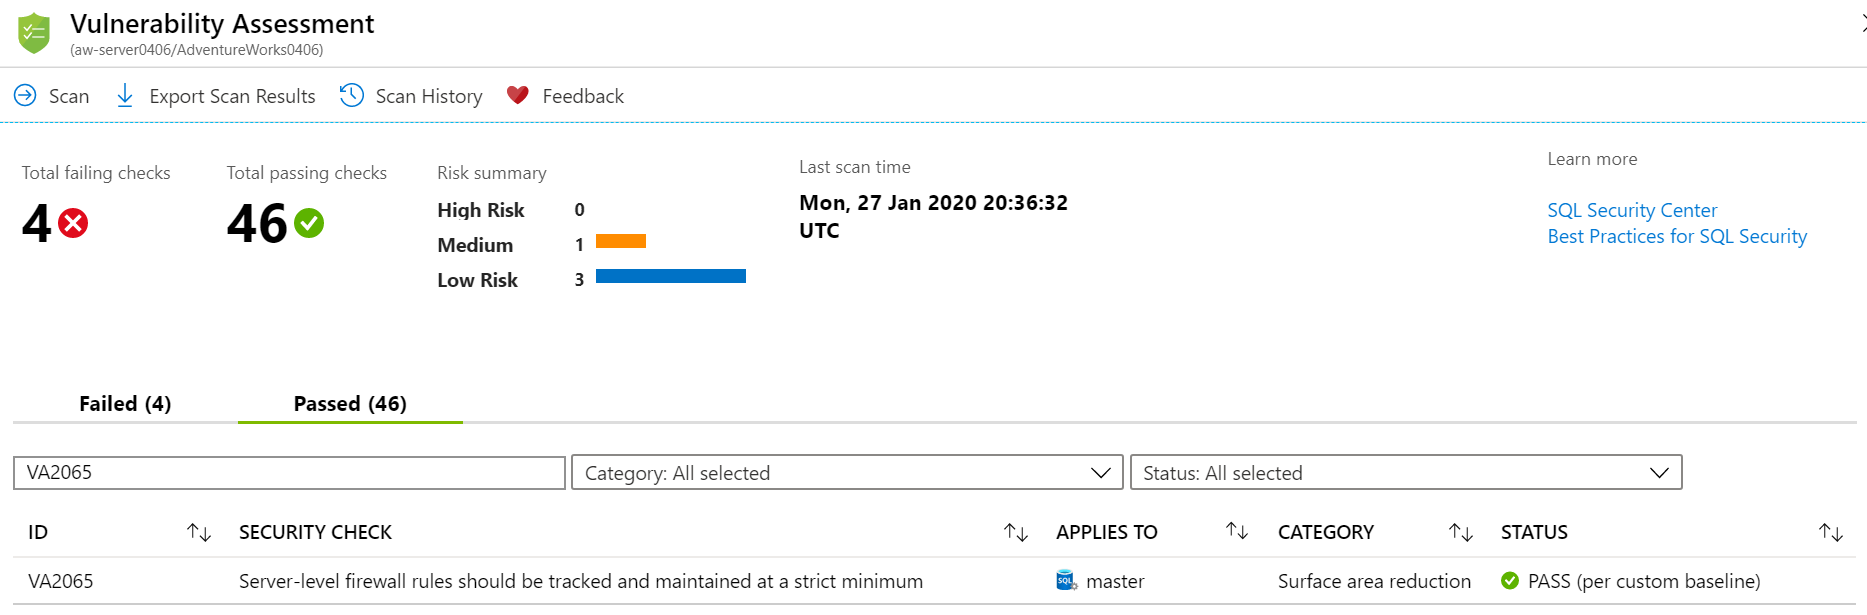 Vulnerability Assessment
(aw-server0406/AdventureWorks0406)
Scan Export Scan Results Scan History Feedback
Total failing checks Total passing checks Risk summary Last scan time Learn more
4 46
High Risk 0
Medium 1
Low Risk 3
Mon, 27 Jan 2020 20:36:32
UTC
SQL Security Center
Best Practices for SQL Security
Failed (4) Passed (46)
VA2065 Category: All selected Status: All selected
ID SECURITY CHECK APPLIES TO CATEGORY STATUS
VA2065 Server-level firewall rules should be tracked and maintained at a strict minimum SQL master Surface area reduction PASS (per custom baseline)